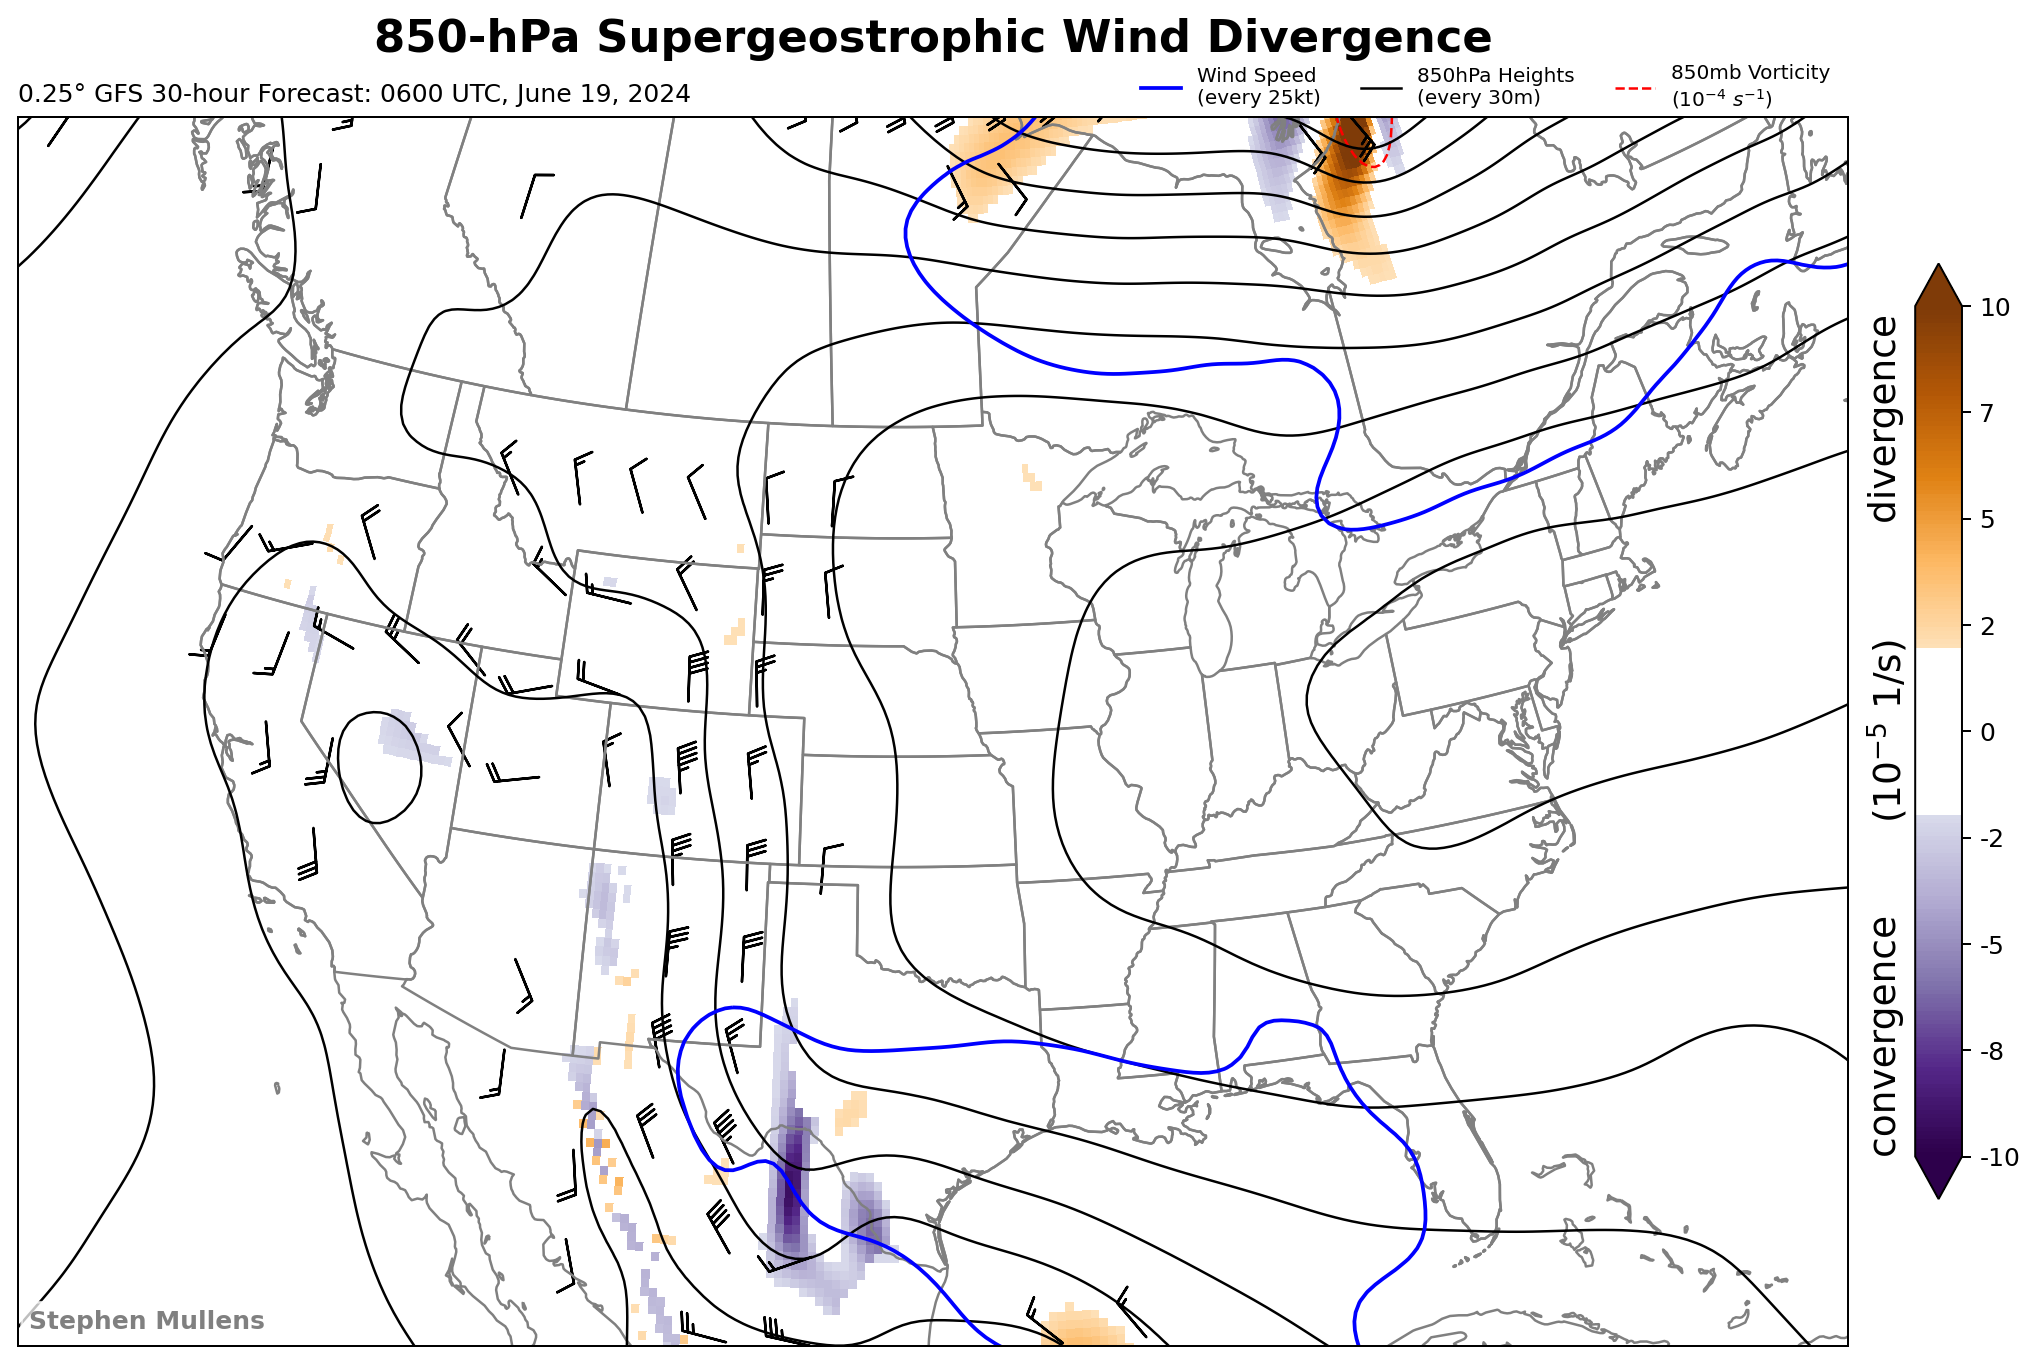 850-hPa Supergeostrophic Wind Divergence
0.25° GFS 30-hour Forecast: 0600 UTC, June 19, 2024
Wind Speed
(every 25kt)
850hPa Heights
(every 30m)
850mb Vorticity
(10⁻⁴ s⁻¹)
10
7
5
2
0
-2
-5
-8
-10
convergence (10⁻⁵ 1/s) divergence
Stephen Mullens